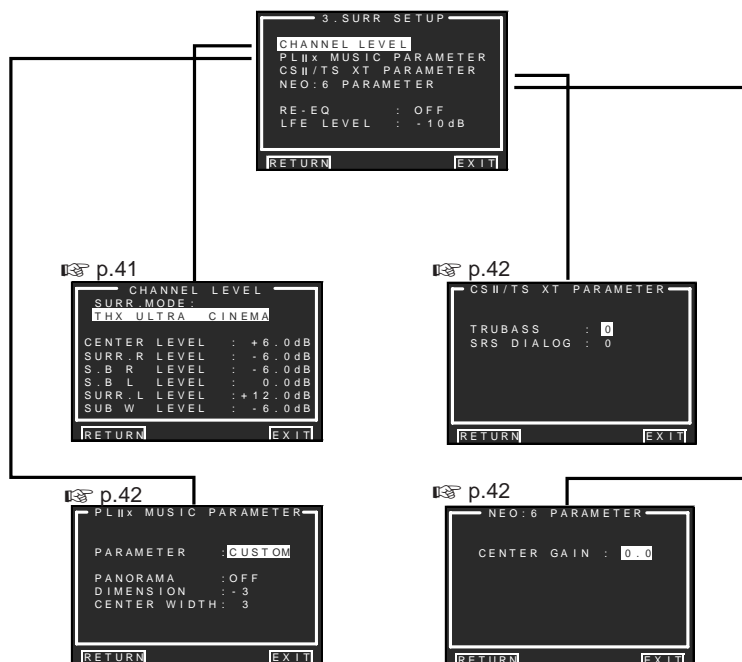 3.SURR SETUP
CHANNEL LEVEL
PLIIx MUSIC PARAMETER
CSII/TS XT PARAMETER
NEO:6 PARAMETER
RE-EQ : OFF
LFE LEVEL : -10dB
RETURN EXIT
☞ p.41
CHANNEL LEVEL
SURR.MODE:
THX ULTRA CINEMA
CENTER LEVEL : +6.0dB
SURR.R LEVEL : -6.0dB
S.B R LEVEL : -6.0dB
S.B L LEVEL : 0.0dB
SURR.L LEVEL :+12.0dB
SUB W LEVEL : -6.0dB
RETURN EXIT
☞ p.42
CSII/TS XT PARAMETER
TRUBASS : 0
SRS DIALOG : 0
RETURN EXIT
☞ p.42
PLIIx MUSIC PARAMETER
PARAMETER :CUSTOM
PANORAMA :OFF
DIMENSION :-3
CENTER WIDTH: 3
RETURN EXIT
☞ p.42
NEO:6 PARAMETER
CENTER GAIN : 0.0
RETURN EXIT